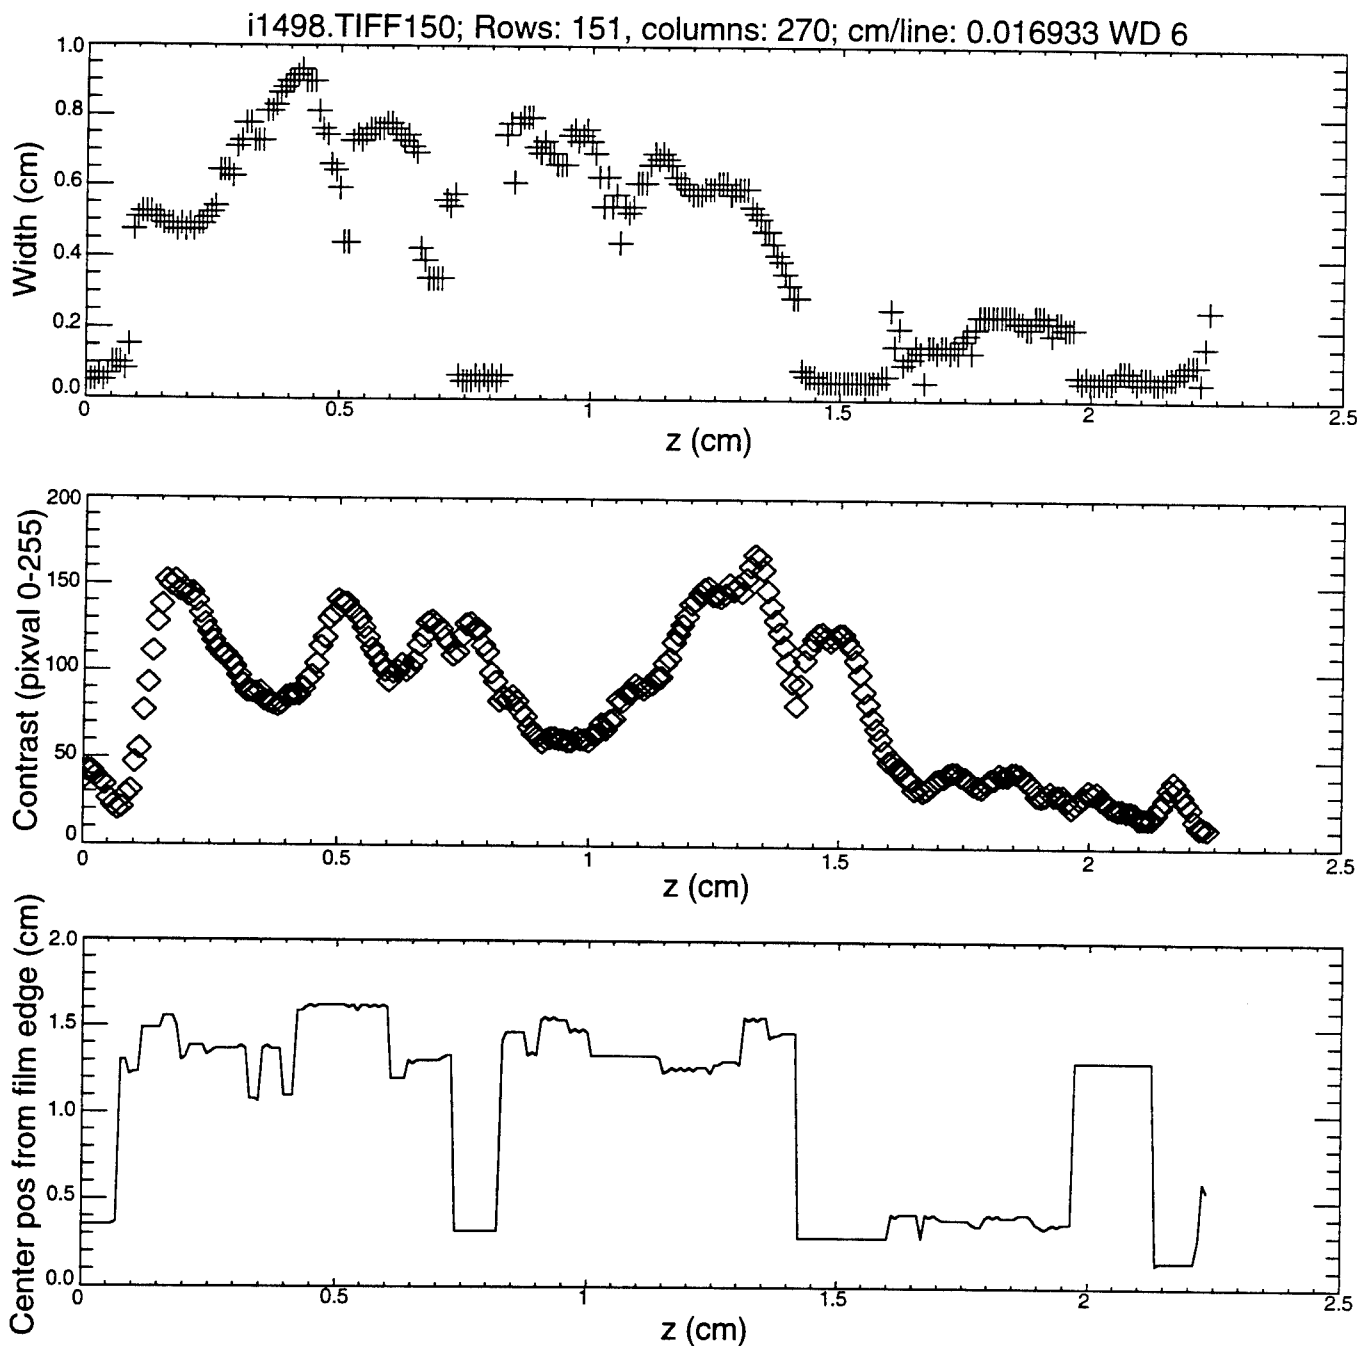 i1498.TIFF150; Rows: 151, columns: 270; cm/line: 0.016933 WD 6
Width (cm)
1.0
0.8
0.6
0.4
0.2
0.0
0 0.5 1 1.5 2 2.5
z (cm)
Contrast (pixval 0-255)
200
150
100
50
0
0 0.5 1 1.5 2 2.5
z (cm)
Center pos from film edge (cm)
2.0
1.5
1.0
0.5
0.0
0 0.5 1 1.5 2 2.5
z (cm)